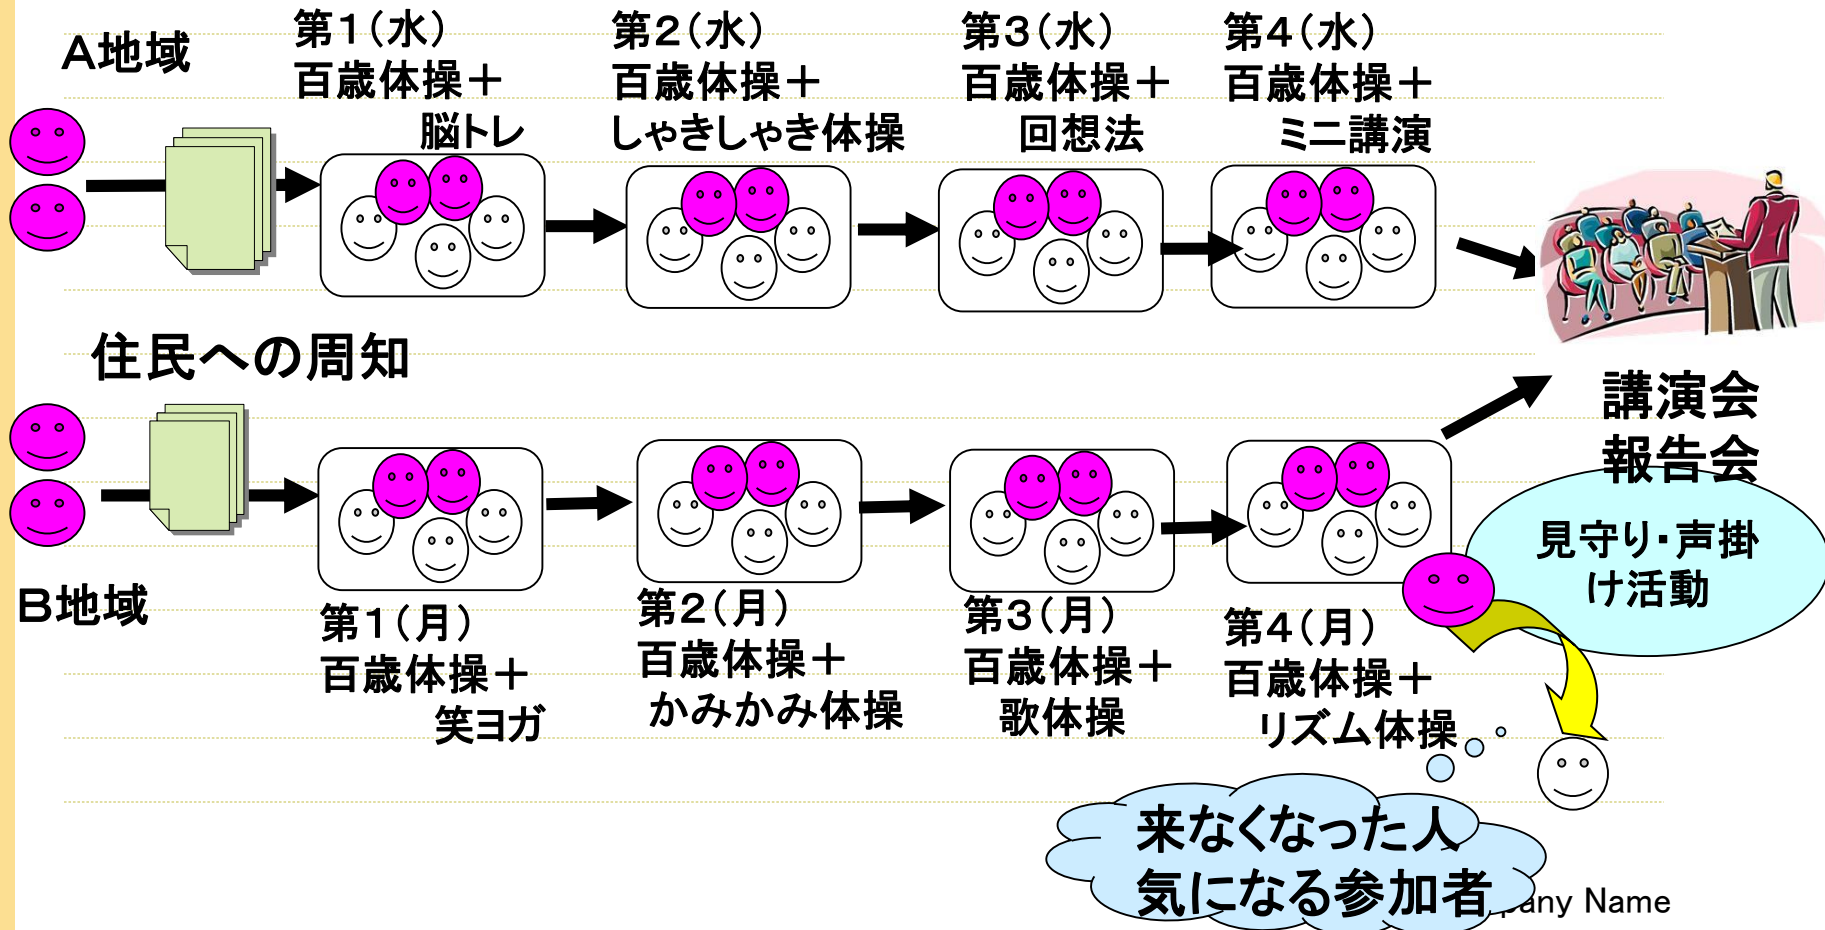 A地域
第1(水)
百歳体操+
脳トレ
第2(水)
百歳体操+
しゃきしゃき体操
第3(水)
百歳体操+
回想法
第4(水)
百歳体操+
ミニ講演
住民への周知
講演会
報告会
B地域
第1(月)
百歳体操+
笑ヨガ
第2(月)
百歳体操+
かみかみ体操
第3(月)
百歳体操+
歌体操
第4(月)
百歳体操+
リズム体操
見守り・声掛
け活動
来なくなった人
気になる参加者
Name